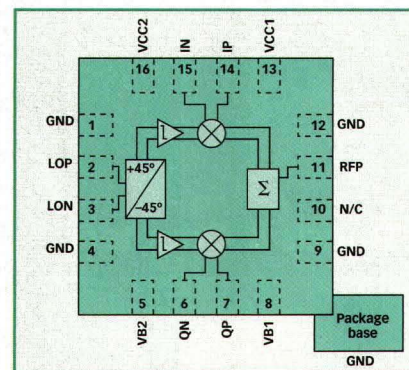 VCC2 IN IP VCC1
16 15 14 13
GND 1 12 GND
LOP 2 11 RFP
+45°
Σ
LON 3 10 N/C
−45°
GND 4 9 GND
5 6 7 8
VB2 QN QP VB1
Package
base
GND